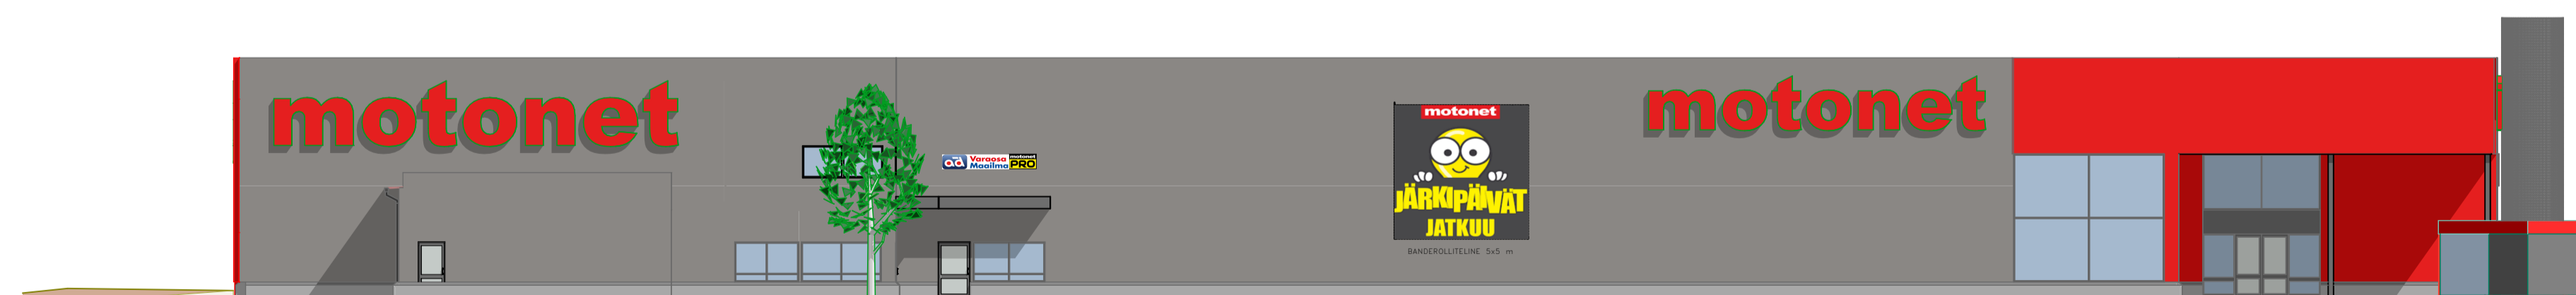 motonet
ad Varaosa Maailma
motonet PRO
motonet
JÄRKIPÄIVÄT
JATKUU
BANDEROLLITELINE 5x5 m
motonet